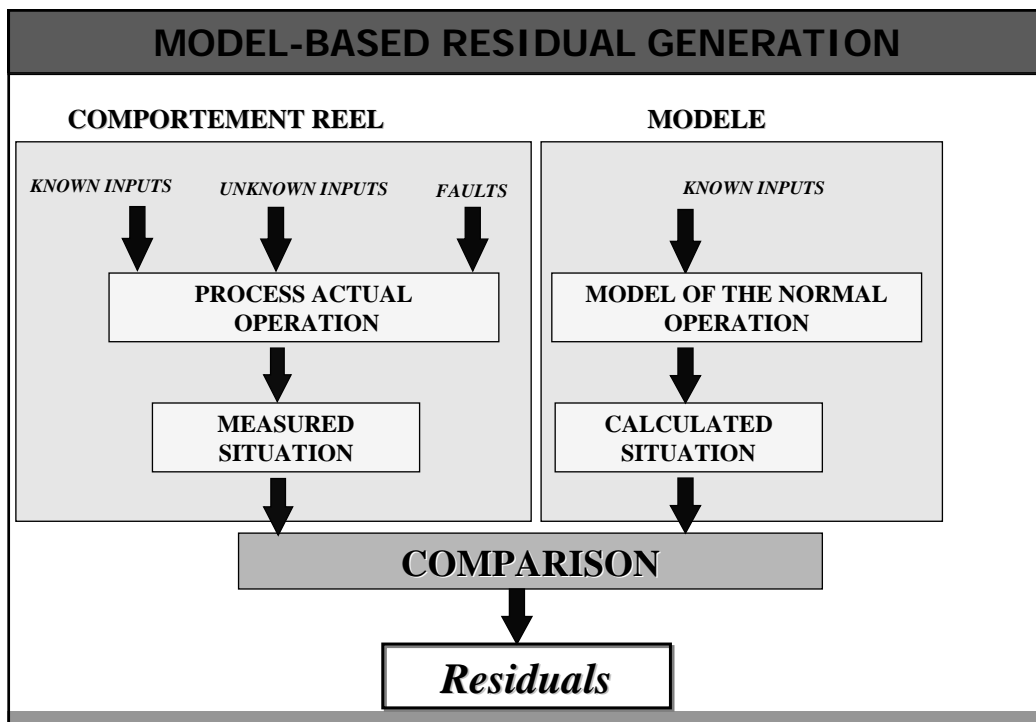 MODEL-BASED RESIDUAL GENERATION
COMPORTEMENT REEL
KNOWN INPUTS
UNKNOWN INPUTS
FAULTS
PROCESS ACTUAL
OPERATION
MEASURED
SITUATION
MODELE
KNOWN INPUTS
MODEL OF THE NORMAL
OPERATION
CALCULATED
SITUATION
COMPARISON
Residuals